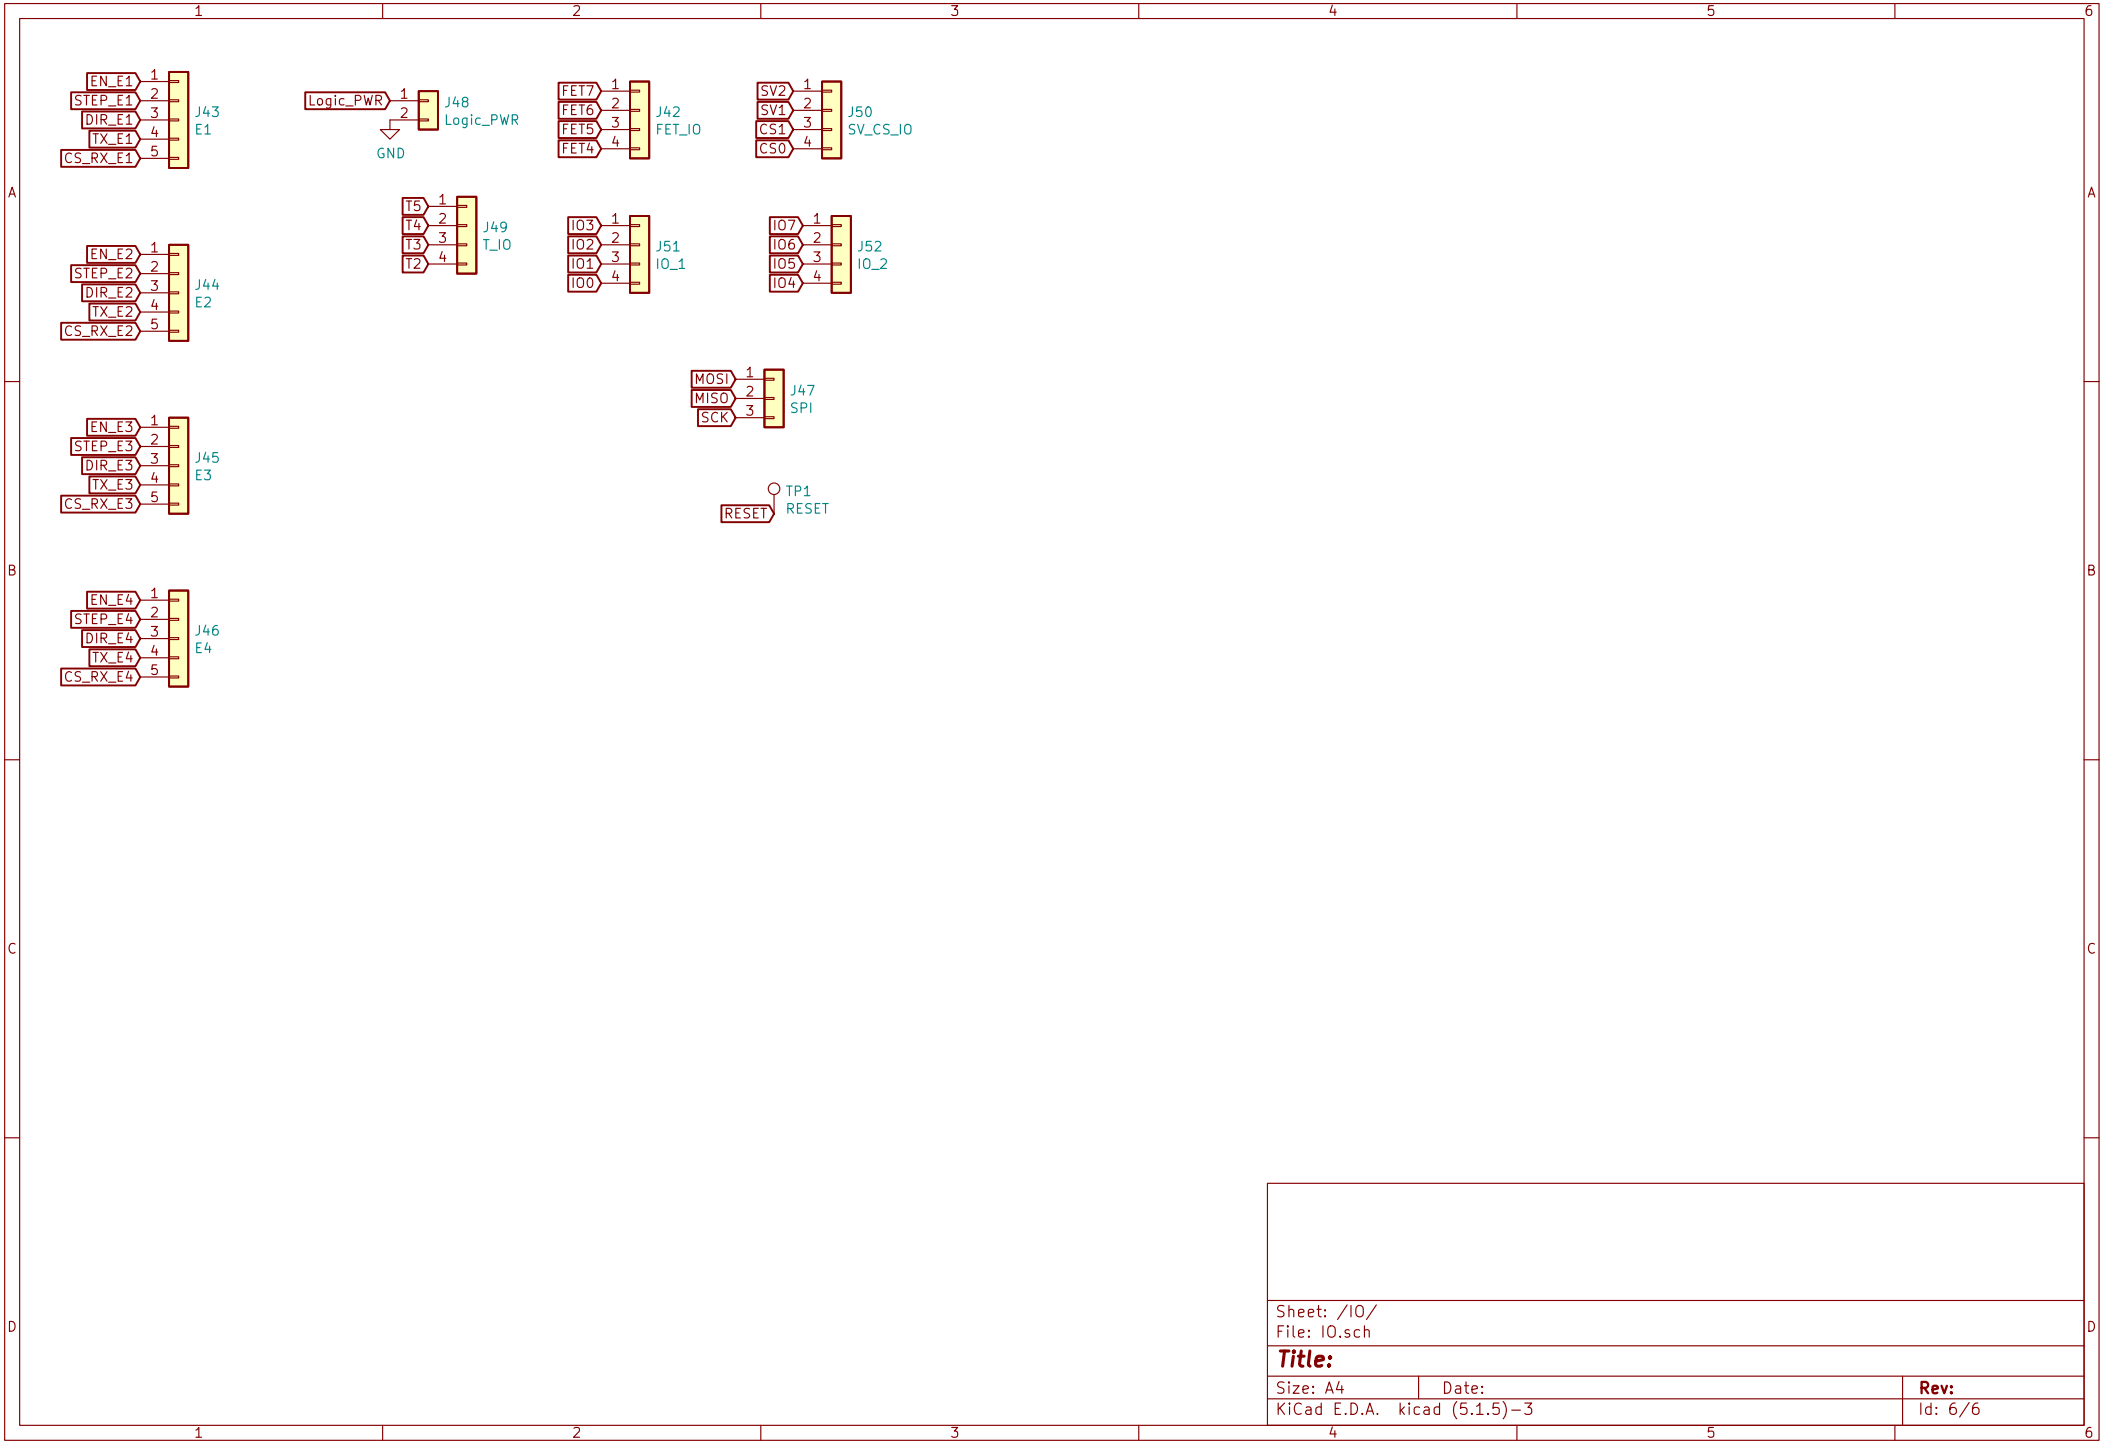 1 2 3 4 5 6
A
B
C
D
A
B
C
D
1 2 3 4 5 6
EN_E1 1
STEP_E1 2
DIR_E1 3
TX_E1 4
CS_RX_E1 5
J43
E1
Logic_PWR 1
2
GND
J48
Logic_PWR
FET7 1
FET6 2
FET5 3
FET4 4
J42
FET_IO
SV2 1
SV1 2
CS1 3
CS0 4
J50
SV_CS_IO
T5 1
T4 2
T3 3
T2 4
J49
T_IO
IO3 1
IO2 2
IO1 3
IO0 4
J51
IO_1
IO7 1
IO6 2
IO5 3
IO4 4
J52
IO_2
EN_E2 1
STEP_E2 2
DIR_E2 3
TX_E2 4
CS_RX_E2 5
J44
E2
MOSI 1
MISO 2
SCK 3
J47
SPI
EN_E3 1
STEP_E3 2
DIR_E3 3
TX_E3 4
CS_RX_E3 5
J45
E3
TP1
RESET
RESET
EN_E4 1
STEP_E4 2
DIR_E4 3
TX_E4 4
CS_RX_E4 5
J46
E4
Sheet: /IO/
File: IO.sch
Title:
Size: A4 Date: Rev:
KiCad E.D.A. kicad (5.1.5)-3 Id: 6/6